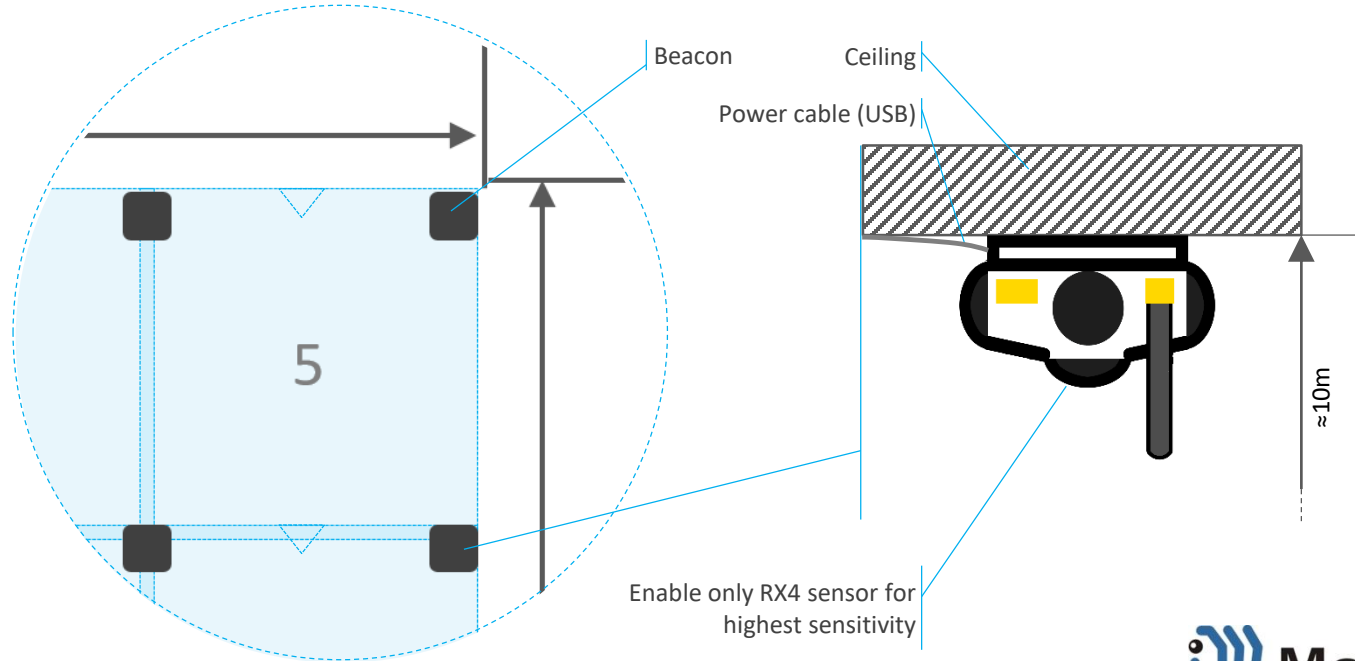 Beacon
Ceiling
Power cable (USB)
5
≈10m
Enable only RX4 sensor for
highest sensitivity